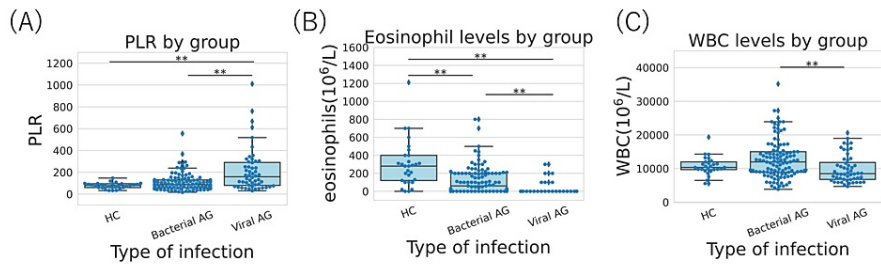 (A)
PLR by group
**
**
1200
1000
800
600
400
200
0
PLR
HC
Bacterial AG
Viral AG
Type of infection
(B)
Eosinophil levels by group
**
**
**
1600
1400
1200
1000
800
600
400
200
0
eosinophils(10⁶/L)
HC
Bacterial AG
Viral AG
Type of infection
(C)
WBC levels by group
**
40000
30000
20000
10000
0
WBC(10⁶/L)
HC
Bacterial AG
Viral AG
Type of infection